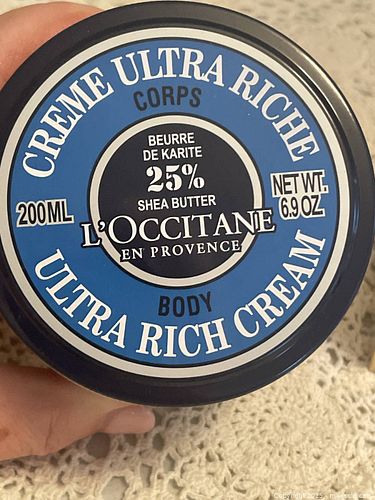 CREME ULTRA RICHE
CORPS
BEURRE
DE KARITE
25%
SHEA BUTTER
200ML
NET WT.
6.9 OZ
L'OCCITANE
EN PROVENCE
BODY
ULTRA RICH CREAM